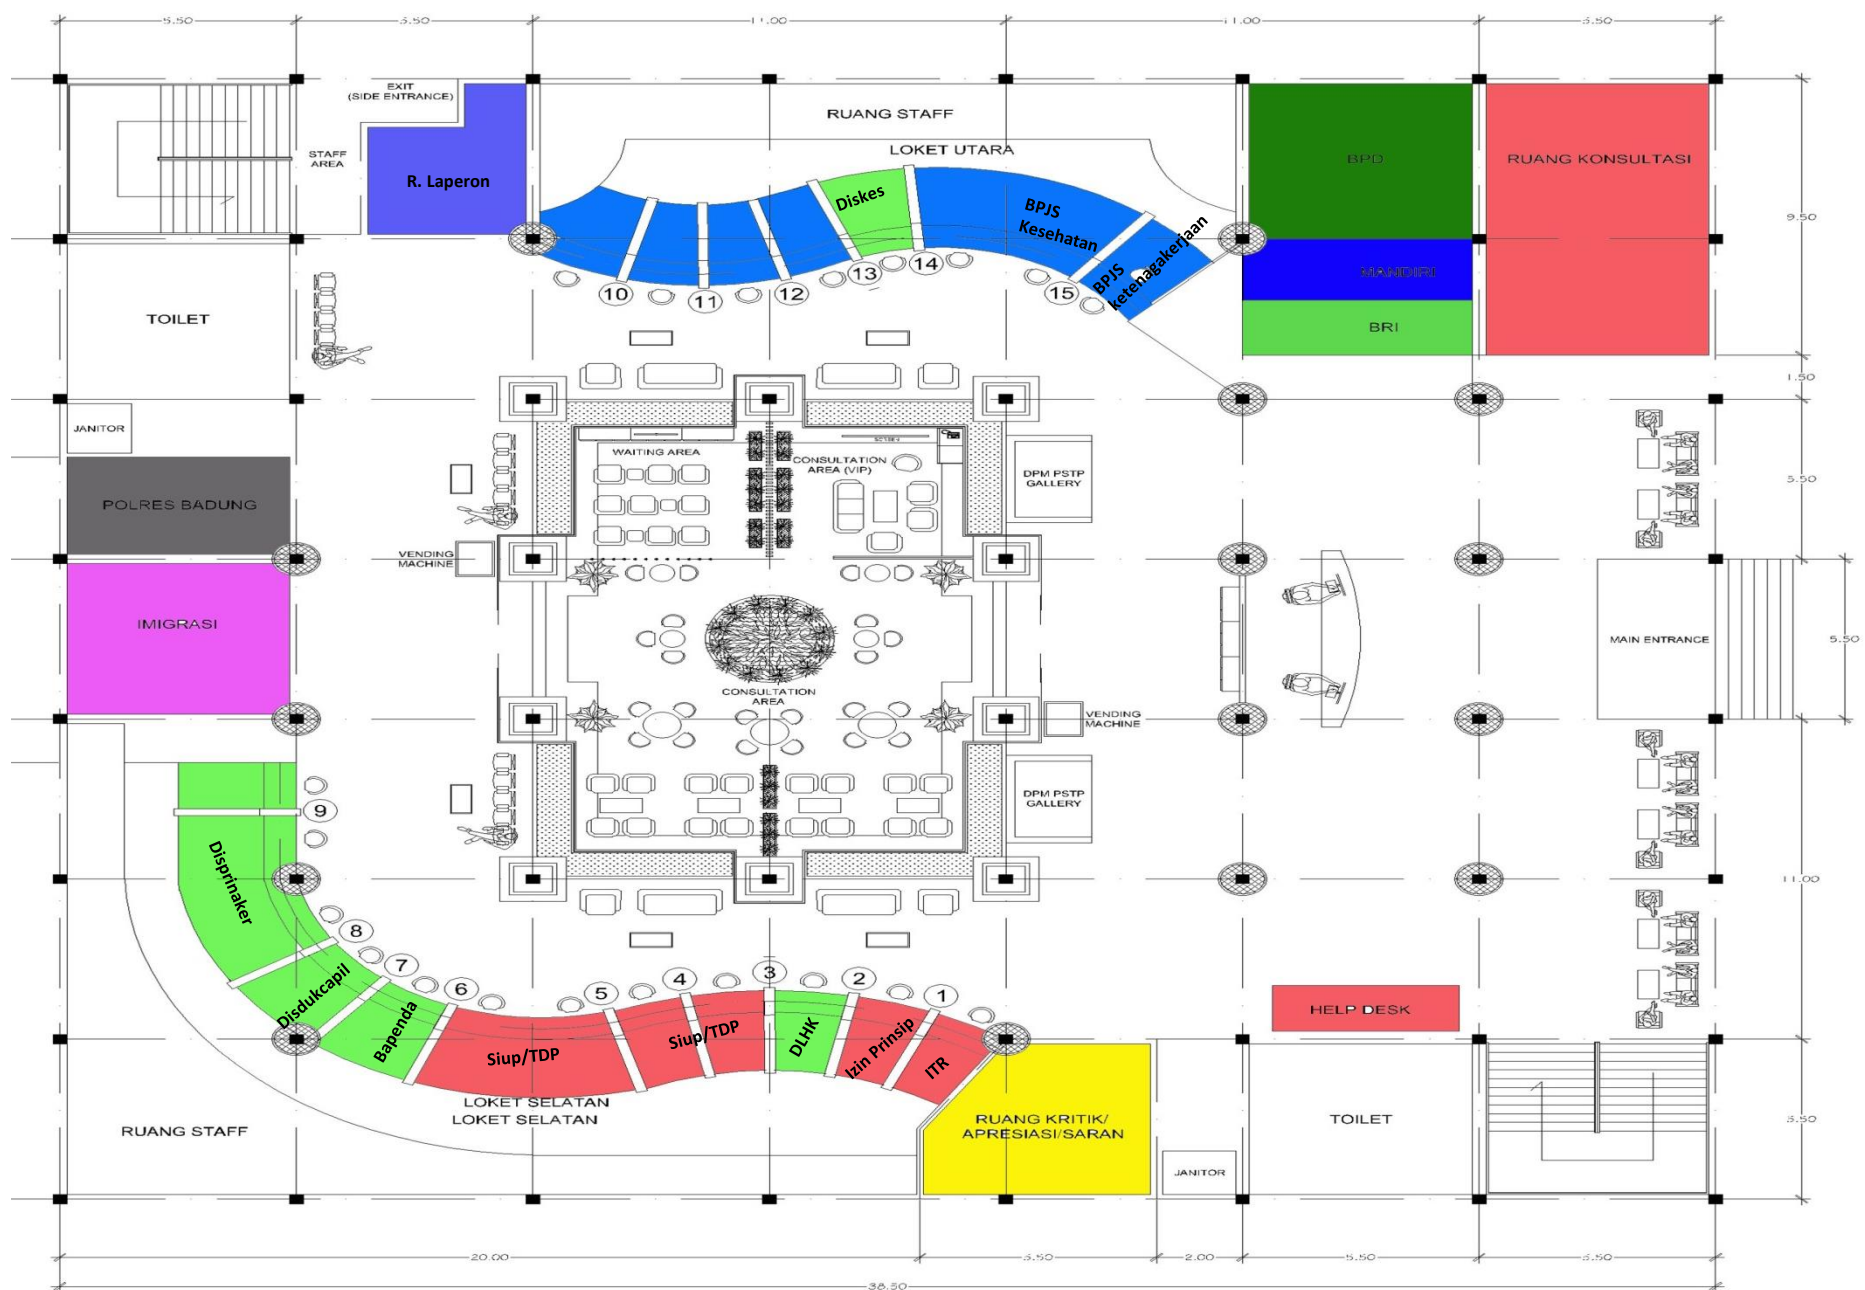 5.50
5.50
11.00
11.00
5.50
EXIT
(SIDE ENTRANCE)
STAFF
AREA
R. Laperon
RUANG STAFF
LOKET UTARA
Diskes
BPJS
Kesehatan
BPJS
ketenagakerjaan
BPD
RUANG KONSULTASI
MANDIRI
BRI
9.50
10
11
12
13
14
15
TOILET
1.50
JANITOR
WAITING AREA
CONSULTATION
AREA (VIP)
SCREEN
DPM PSTP
GALLERY
5.50
POLRES BADUNG
VENDING
MACHINE
IMIGRASI
MAIN ENTRANCE
5.50
CONSULTATION
AREA
VENDING
MACHINE
DPM PSTP
GALLERY
9
Disprinaker
11.00
8
7
6
5
4
3
2
1
Disdukcapil
Bapenda
Siup/TDP
Siup/TDP
DLHK
Izin Prinsip
ITR
HELP DESK
LOKET SELATAN
LOKET SELATAN
RUANG STAFF
RUANG KRITIK/
APRESIASI/SARAN
TOILET
JANITOR
5.50
20.00
5.50
2.00
5.50
5.50
38.50